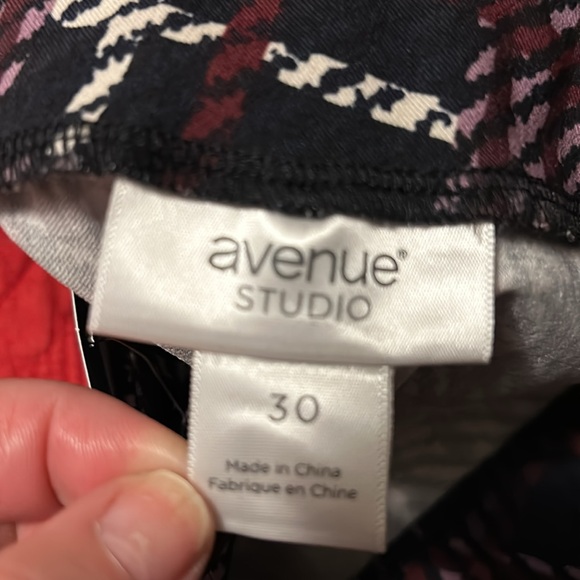 avenue®
STUDIO
30
Made in China
Fabrique en Chine